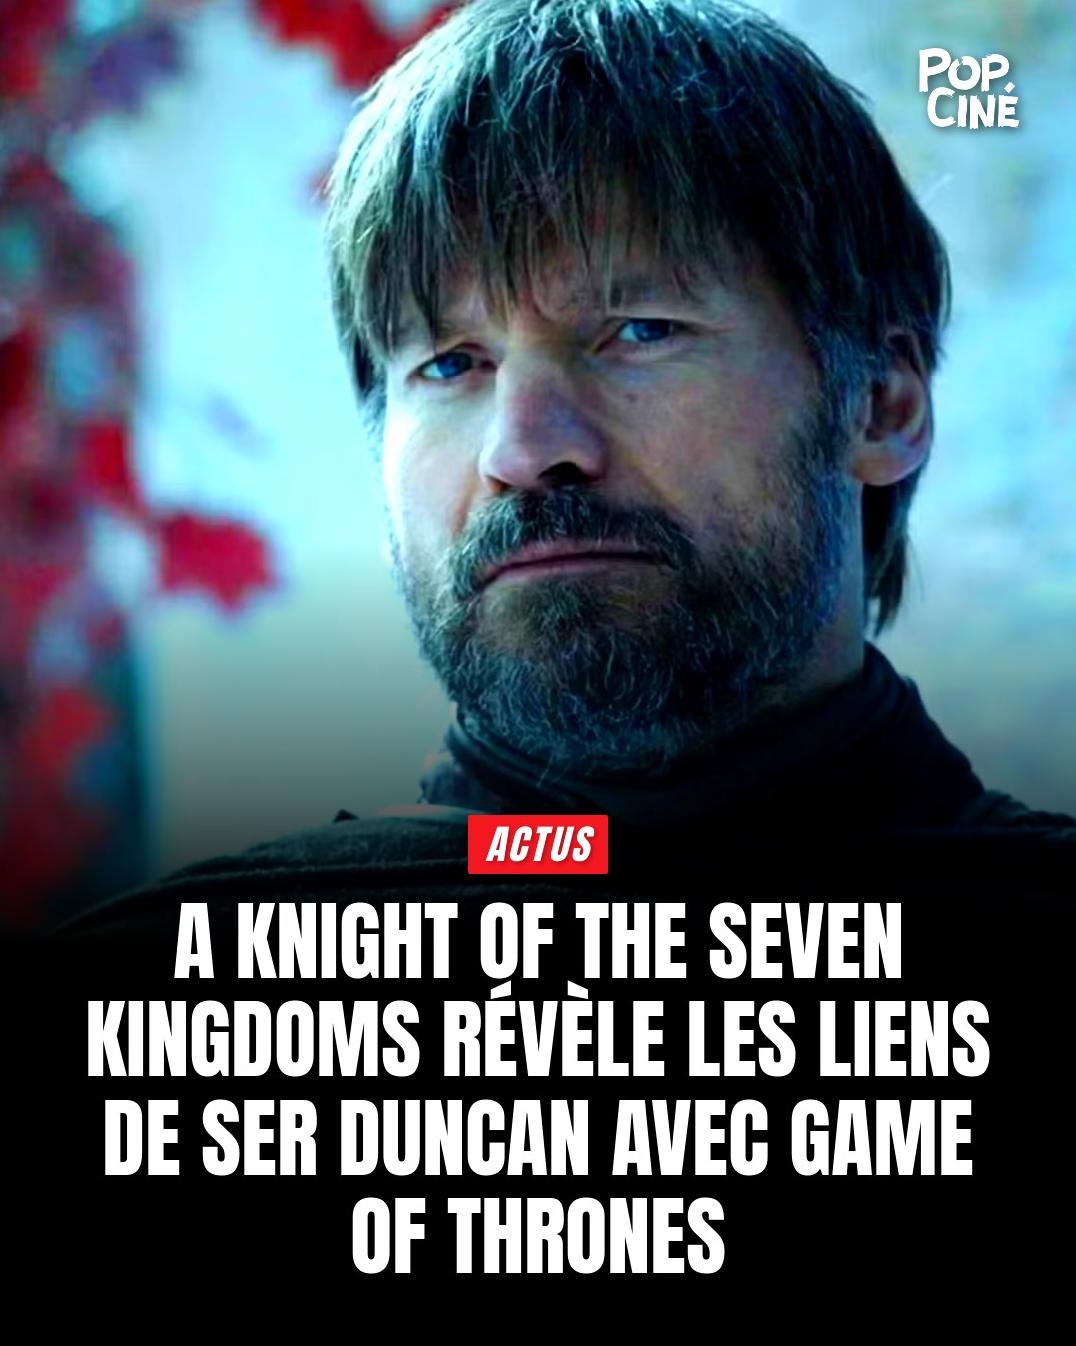 POP.
CINÉ
ACTUS
A KNIGHT OF THE SEVEN
KINGDOMS RÉVÈLE LES LIENS
DE SER DUNCAN AVEC GAME
OF THRONES